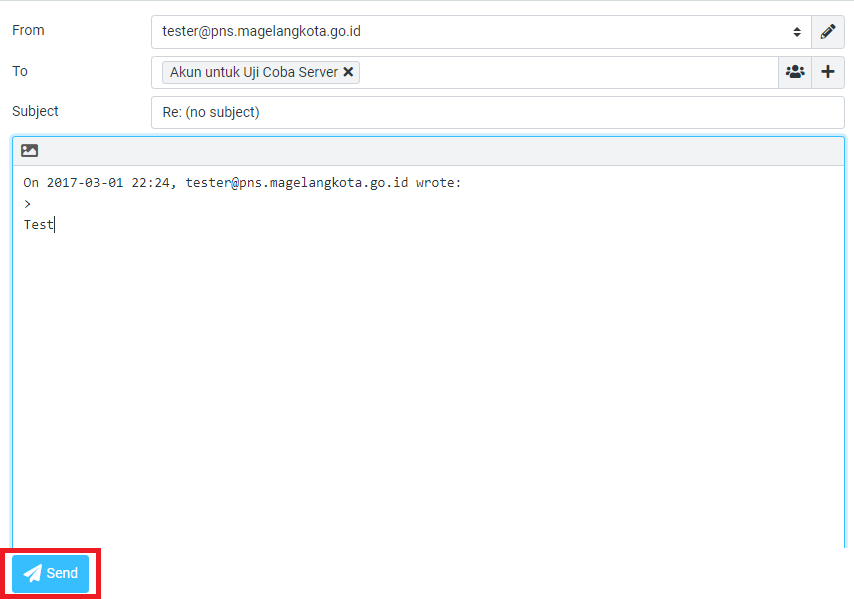 From tester@pns.magelangkota.go.id
To Akun untuk Uji Coba Server
Subject Re: (no subject)
On 2017-03-01 22:24, tester@pns.magelangkota.go.id wrote:
>
Test
Send